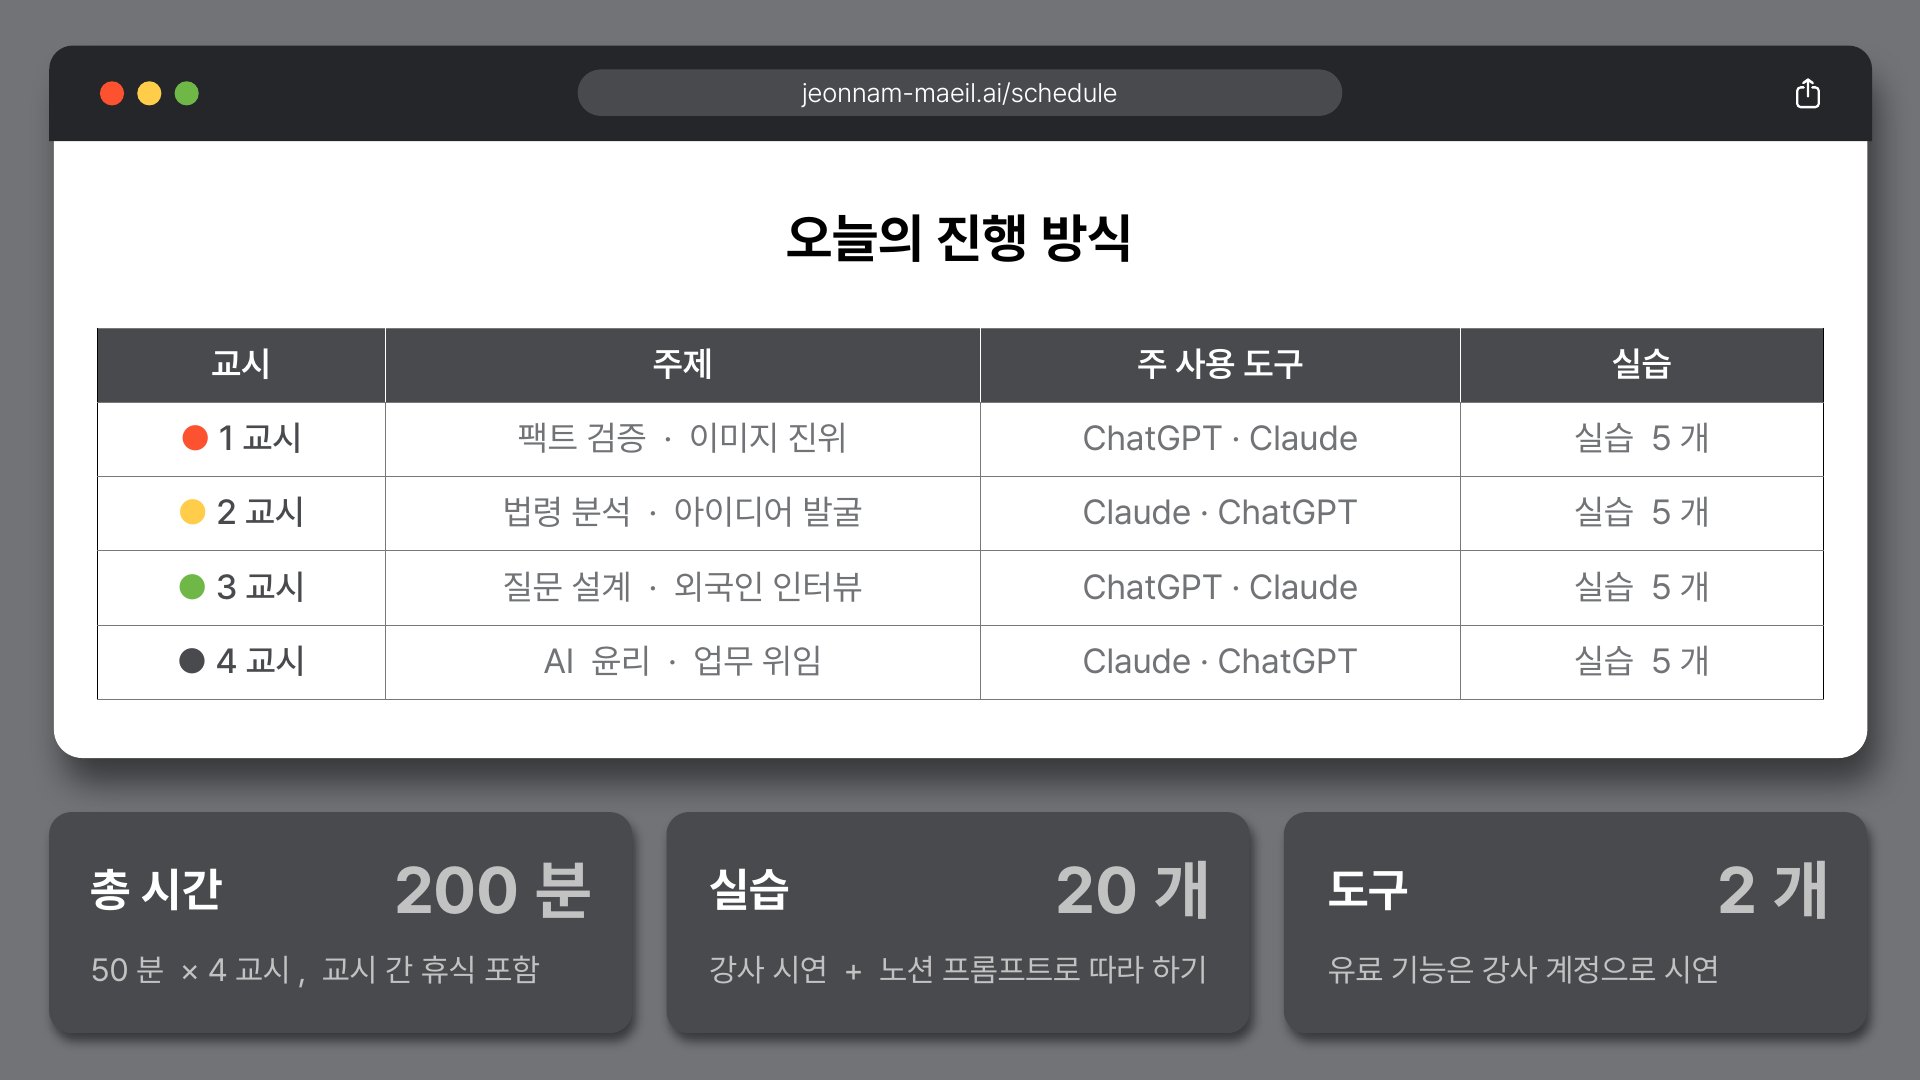 jeonnam-maeil.ai/schedule
오늘의 진행 방식
교시 주제 주 사용 도구 실습
1 교시 팩트 검증 · 이미지 진위 ChatGPT · Claude 실습 5 개
2 교시 법령 분석 · 아이디어 발굴 Claude · ChatGPT 실습 5 개
3 교시 질문 설계 · 외국인 인터뷰 ChatGPT · Claude 실습 5 개
4 교시 AI 윤리 · 업무 위임 Claude · ChatGPT 실습 5 개
총 시간 200 분
50 분 × 4 교시 , 교시 간 휴식 포함
실습 20 개
강사 시연 + 노션 프롬프트로 따라 하기
도구 2 개
유료 기능은 강사 계정으로 시연